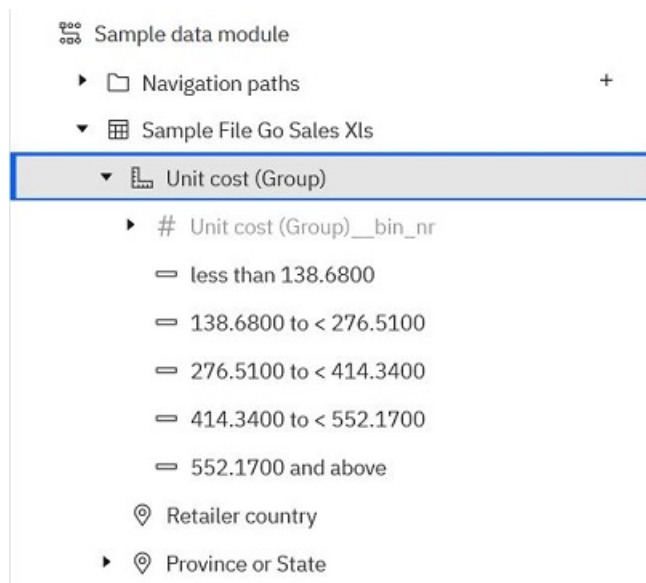 Sample data module
Navigation paths +
Sample File Go Sales Xls
Unit cost (Group)
# Unit cost (Group)__bin_nr
less than 138.6800
138.6800 to < 276.5100
276.5100 to < 414.3400
414.3400 to < 552.1700
552.1700 and above
Retailer country
Province or State